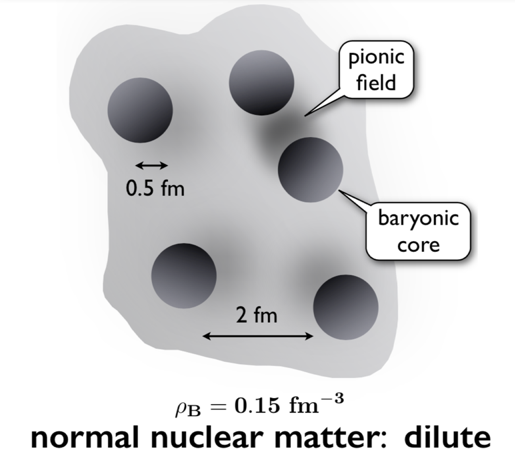 pionic
field
0.5 fm
baryonic
core
2 fm
ρB = 0.15 fm⁻³
normal nuclear matter: dilute